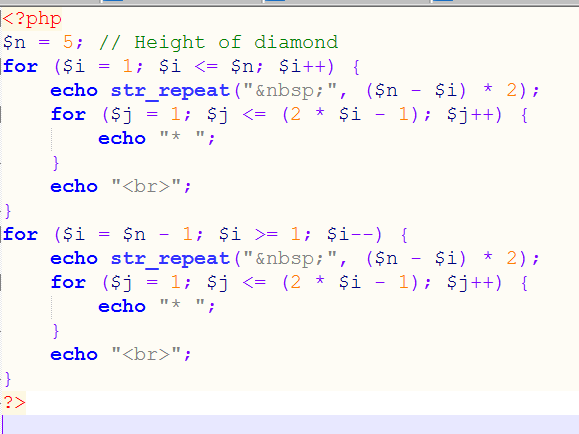 <?php
$n = 5; // Height of diamond
for ($i = 1; $i <= $n; $i++) {
    echo str_repeat("&nbsp;", ($n - $i) * 2);
    for ($j = 1; $j <= (2 * $i - 1); $j++) {
        echo "* ";
    }
    echo "<br>";
}
for ($i = $n - 1; $i >= 1; $i--) {
    echo str_repeat("&nbsp;", ($n - $i) * 2);
    for ($j = 1; $j <= (2 * $i - 1); $j++) {
        echo "* ";
    }
    echo "<br>";
}
?>